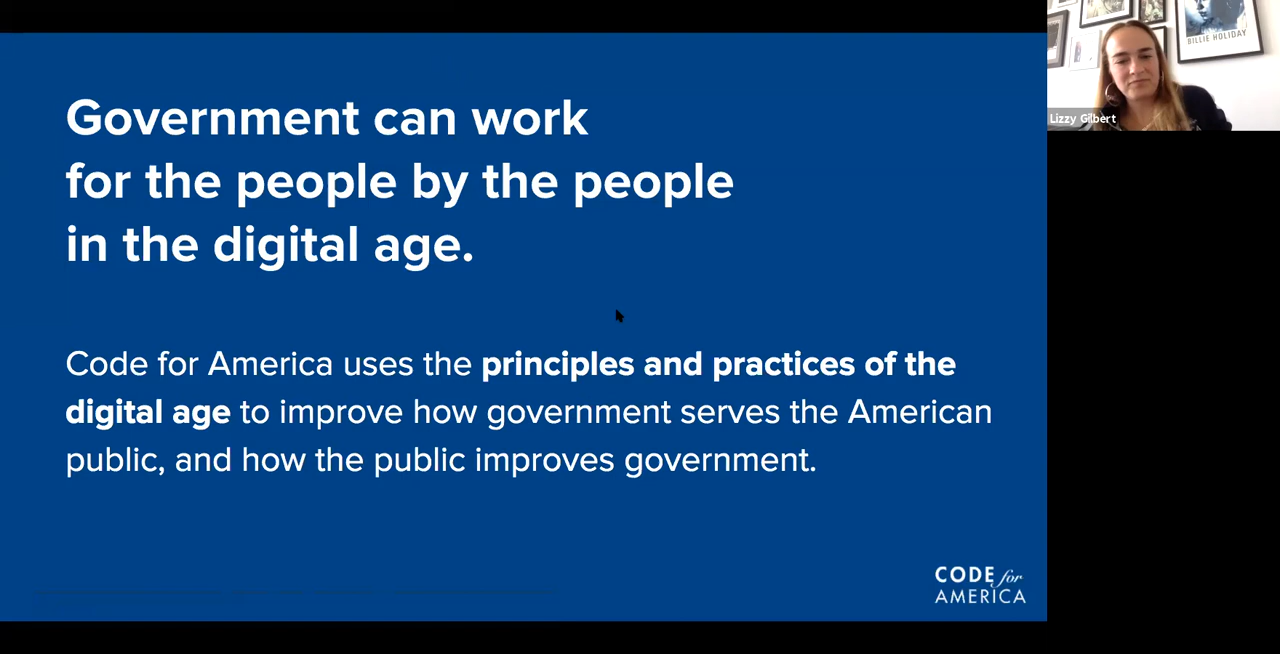 Government can work
for the people by the people
in the digital age.
Code for America uses the principles and practices of the
digital age to improve how government serves the American
public, and how the public improves government.
CODE for
AMERICA
BILLIE HOLIDAY
Lizzy Gilbert